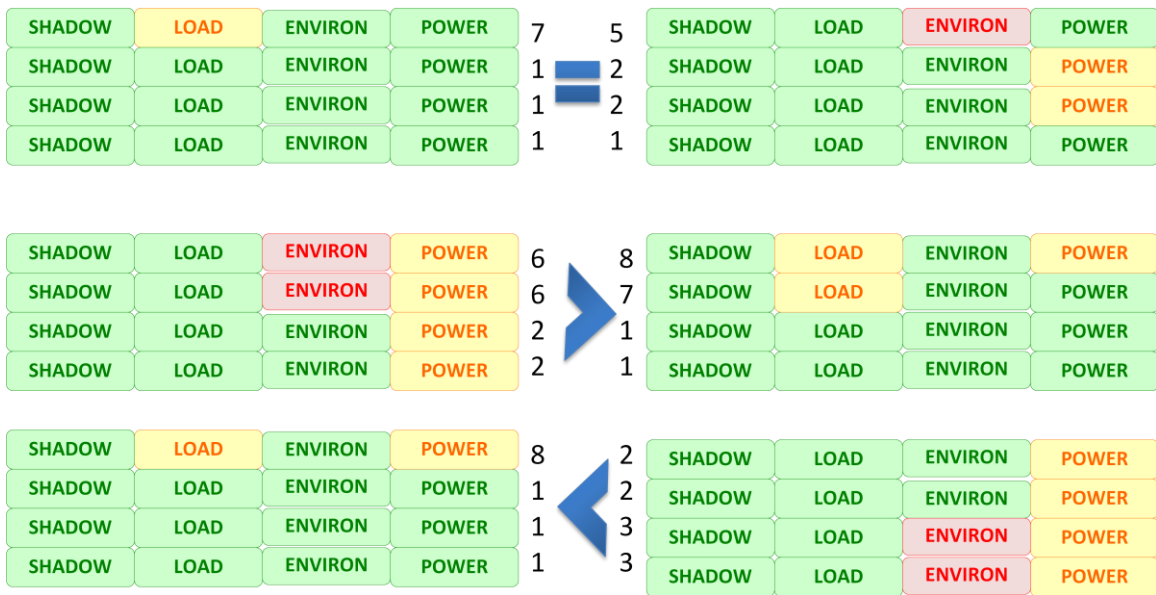 SHADOW LOAD ENVIRON POWER 7 5 SHADOW LOAD ENVIRON POWER
SHADOW LOAD ENVIRON POWER 1 2 SHADOW LOAD ENVIRON POWER
SHADOW LOAD ENVIRON POWER 1 2 SHADOW LOAD ENVIRON POWER
SHADOW LOAD ENVIRON POWER 1 1 SHADOW LOAD ENVIRON POWER
SHADOW LOAD ENVIRON POWER 6 8 SHADOW LOAD ENVIRON POWER
SHADOW LOAD ENVIRON POWER 6 7 SHADOW LOAD ENVIRON POWER
SHADOW LOAD ENVIRON POWER 2 1 SHADOW LOAD ENVIRON POWER
SHADOW LOAD ENVIRON POWER 2 1 SHADOW LOAD ENVIRON POWER
SHADOW LOAD ENVIRON POWER 8 2 SHADOW LOAD ENVIRON POWER
SHADOW LOAD ENVIRON POWER 1 2 SHADOW LOAD ENVIRON POWER
SHADOW LOAD ENVIRON POWER 1 3 SHADOW LOAD ENVIRON POWER
SHADOW LOAD ENVIRON POWER 1 3 SHADOW LOAD ENVIRON POWER